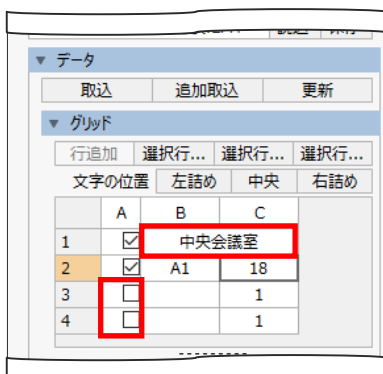 ▼ データ
取込 追加取込 更新
▼ グリッド
行追加 選択行... 選択行... 選択行...
文字の位置 左詰め 中央 右詰め
A B C
1 中央会議室
2 A1 18
3 1
4 1